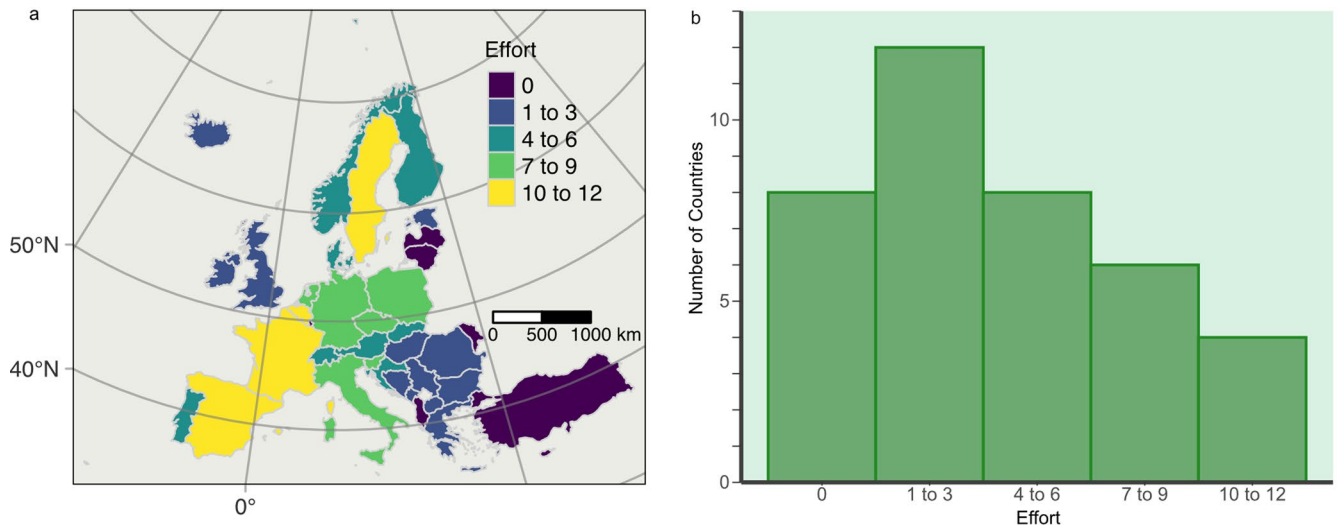 a
Effort
0
1 to 3
4 to 6
7 to 9
10 to 12
50°N
40°N
0 500 1000 km
0°
b
Number of Countries
10
5
0
0 1 to 3 4 to 6 7 to 9 10 to 12
Effort